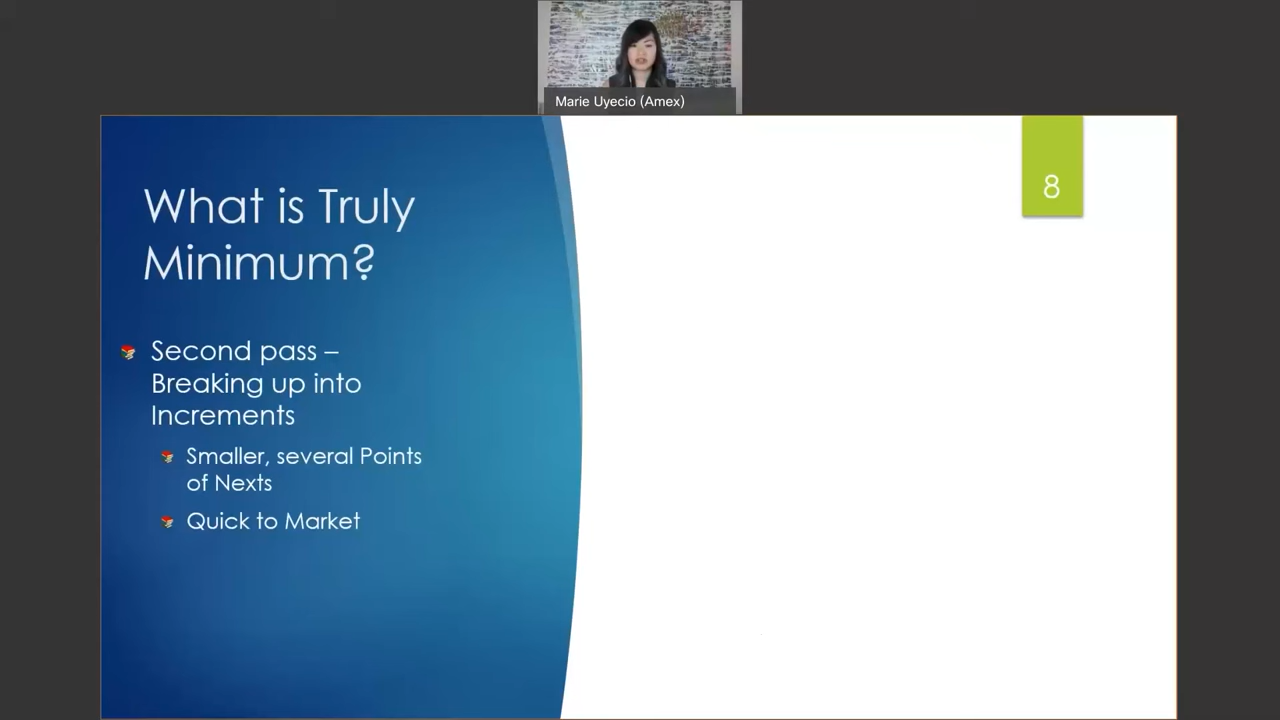 Marie Uyecio (Amex)
8
What is Truly
Minimum?
Second pass –
Breaking up into
Increments
Smaller, several Points
of Nexts
Quick to Market